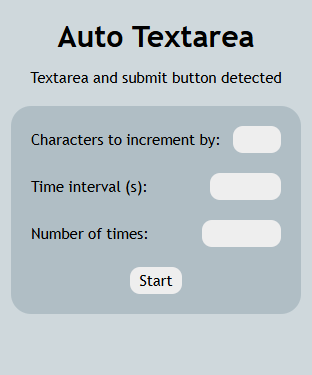 Auto Textarea
Textarea and submit button detected
Characters to increment by:
Time interval (s):
Number of times:
Start